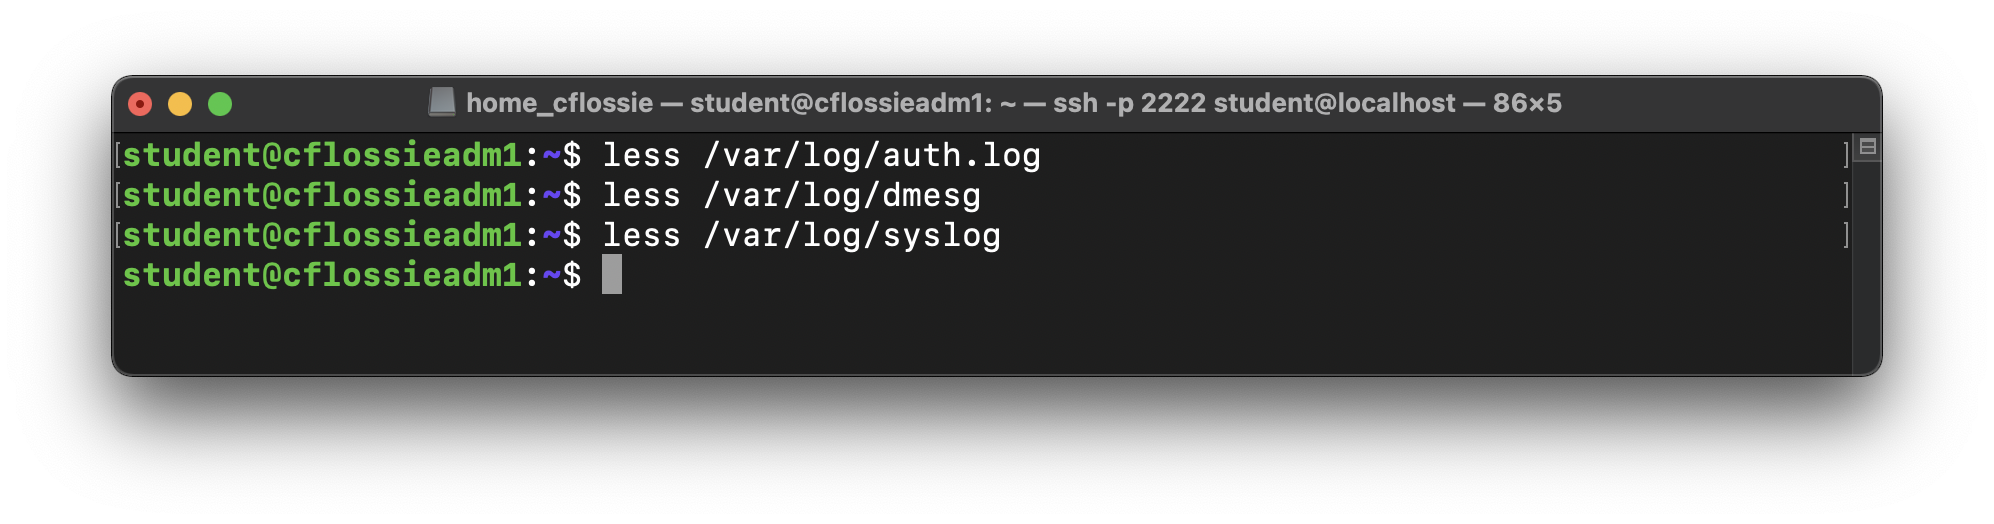 home_cflossie — student@cflossieadm1: ~ — ssh -p 2222 student@localhost — 86×5
[student@cflossieadm1:~$ less /var/log/auth.log ]
[student@cflossieadm1:~$ less /var/log/dmesg ]
[student@cflossieadm1:~$ less /var/log/syslog ]
student@cflossieadm1:~$